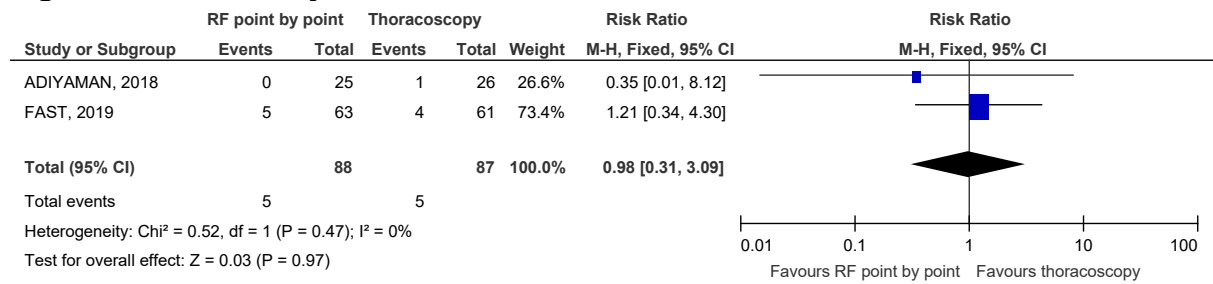 RF point by point Thoracoscopy Risk Ratio Risk Ratio
Study or Subgroup Events Total Events Total Weight M-H, Fixed, 95% CI M-H, Fixed, 95% CI
ADIYAMAN, 2018 0 25 1 26 26.6% 0.35 [0.01, 8.12]
FAST, 2019 5 63 4 61 73.4% 1.21 [0.34, 4.30]
Total (95% CI) 88 87 100.0% 0.98 [0.31, 3.09]
Total events 5 5
Heterogeneity: Chi² = 0.52, df = 1 (P = 0.47); I² = 0%
Test for overall effect: Z = 0.03 (P = 0.97)
0.01 0.1 1 10 100
Favours RF point by point Favours thoracoscopy